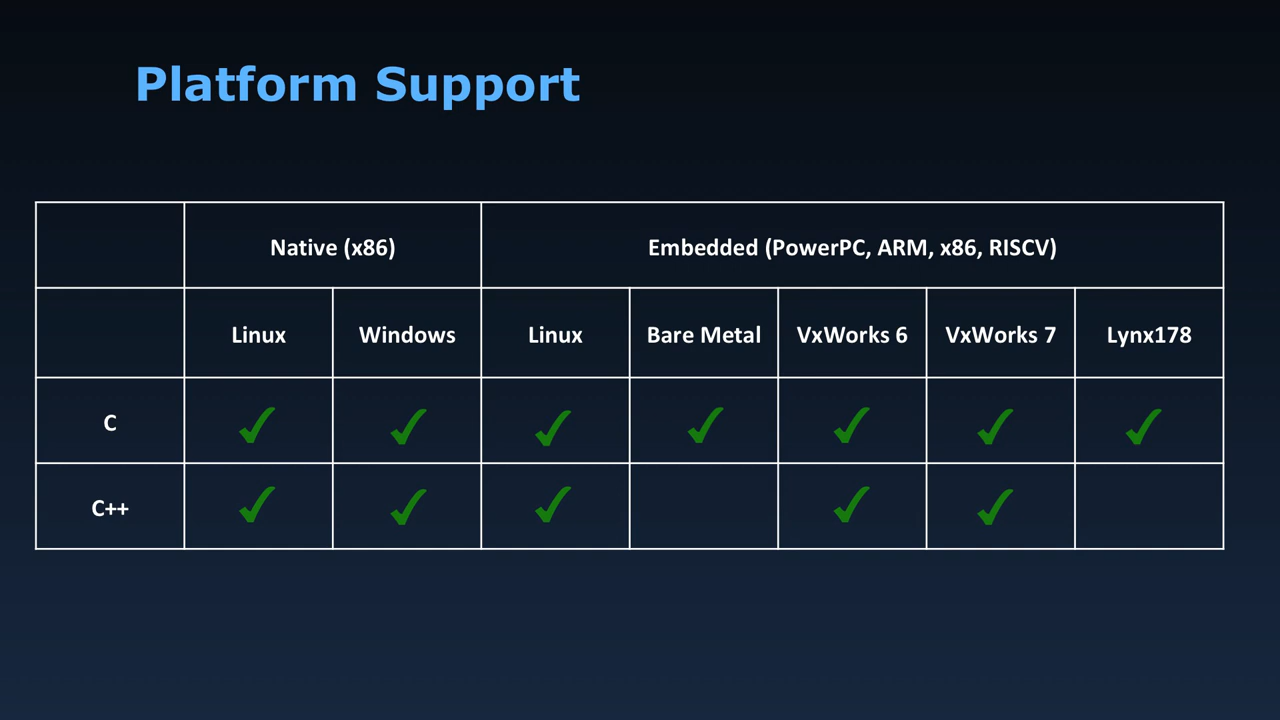 Platform Support
Native (x86) Embedded (PowerPC, ARM, x86, RISCV)
Linux Windows Linux Bare Metal VxWorks 6 VxWorks 7 Lynx178
C ✓ ✓ ✓ ✓ ✓ ✓ ✓
C++ ✓ ✓ ✓ ✓ ✓